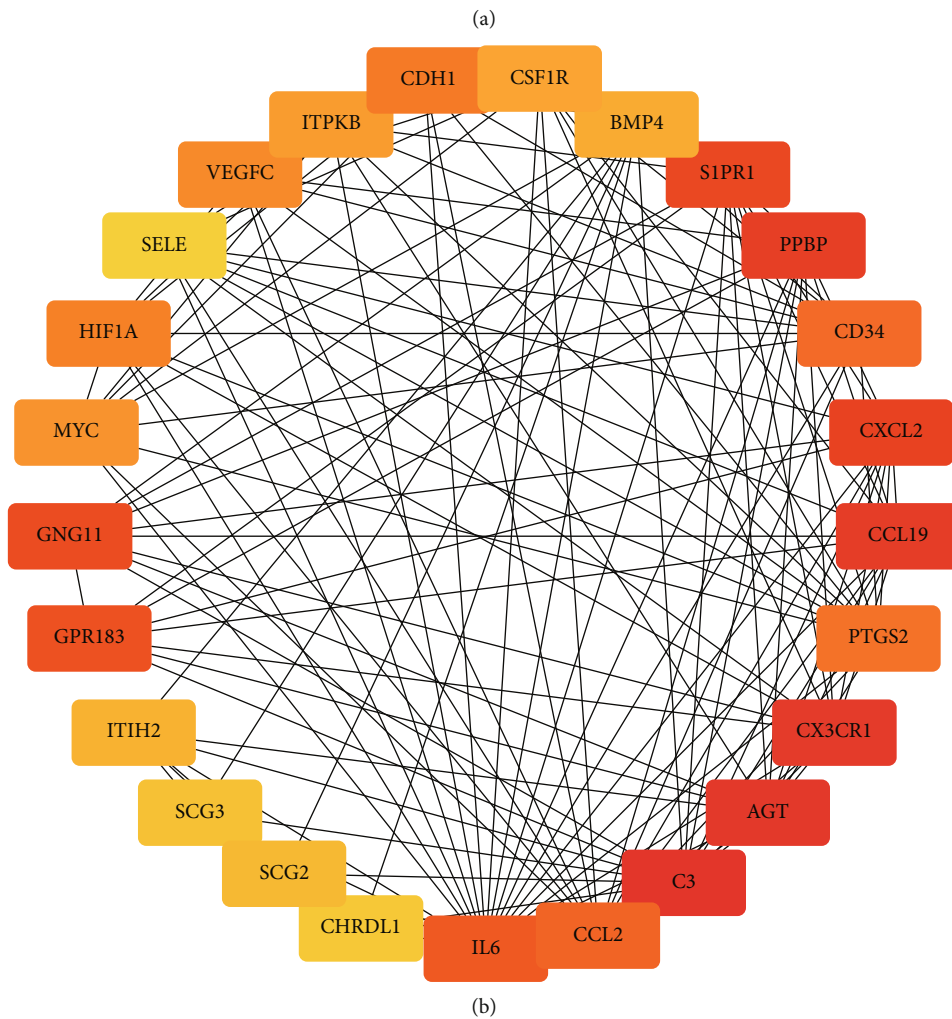 (a)
CDH1
CSF1R
ITPKB
BMP4
VEGFC
S1PR1
SELE
PPBP
HIF1A
CD34
MYC
CXCL2
GNG11
CCL19
GPR183
PTGS2
ITIH2
CX3CR1
SCG3
AGT
SCG2
C3
CHRDL1
IL6
CCL2
(b)